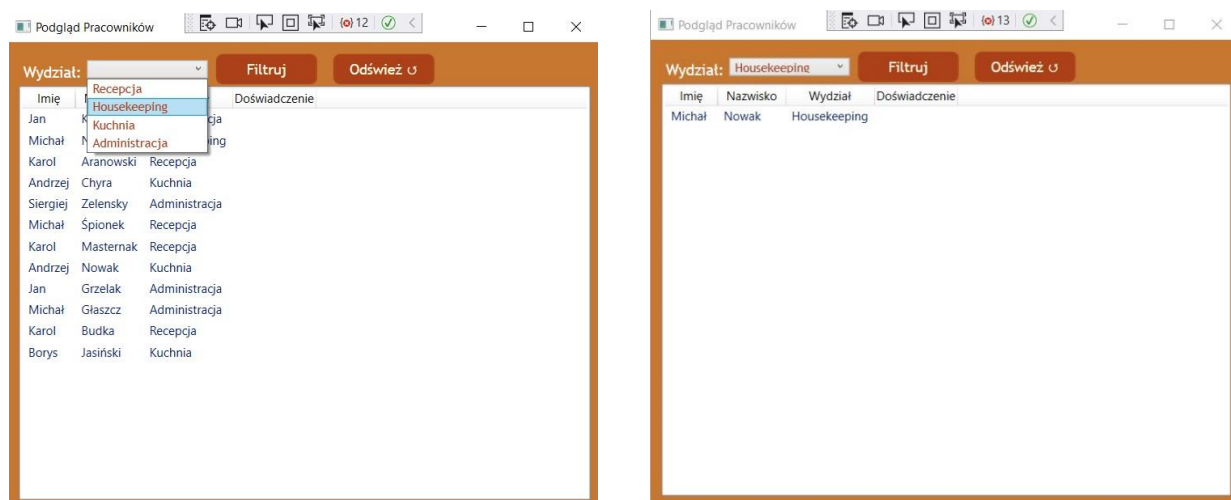 Podgląd Pracowników 12
Wydział: Filtruj Odśwież ↺
Recepcja
Housekeeping
Kuchnia
Administracja
Imię Doświadczenie
Jan
Michał
Karol Aranowski Recepcja
Andrzej Chyra Kuchnia
Siergiej Zelensky Administracja
Michał Śpionek Recepcja
Karol Masternak Recepcja
Andrzej Nowak Kuchnia
Jan Grzelak Administracja
Michał Głaszcz Administracja
Karol Budka Recepcja
Borys Jasiński Kuchnia
Podgląd Pracowników 13
Wydział: Housekeeping Filtruj Odśwież ↺
Imię Nazwisko Wydział Doświadczenie
Michał Nowak Housekeeping